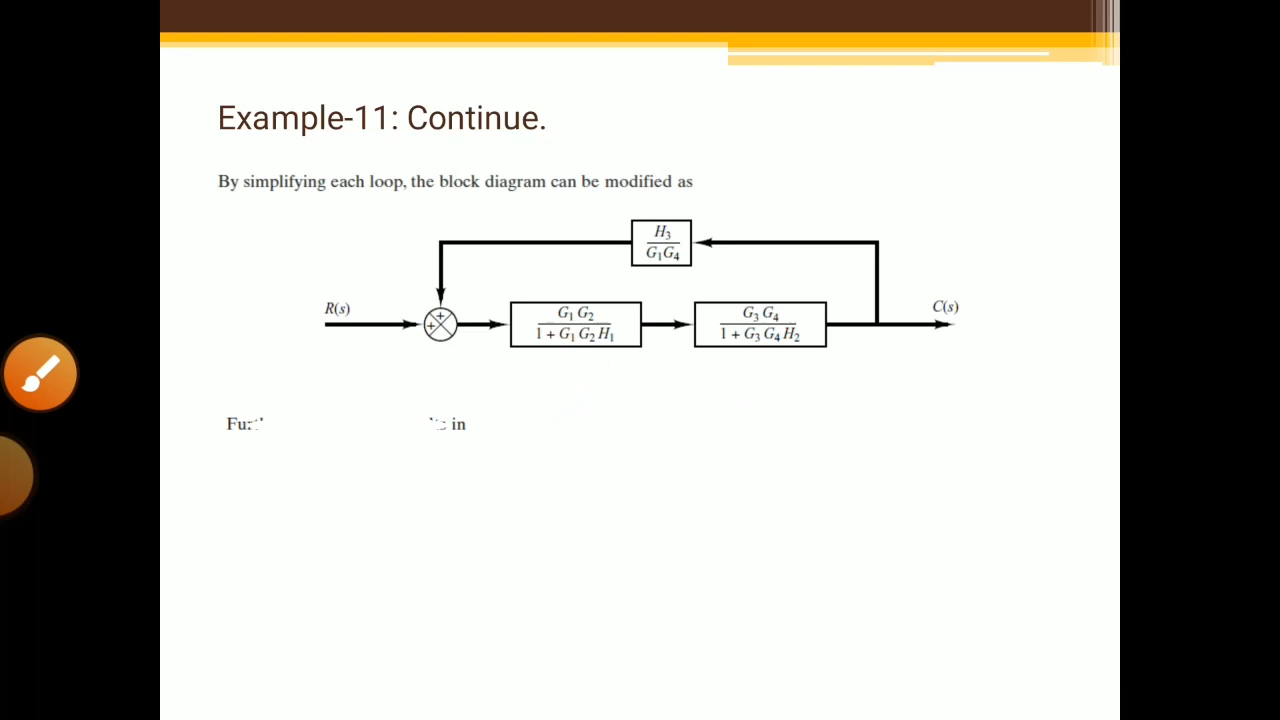 Example-11: Continue.
By simplifying each loop, the block diagram can be modified as
H₃
G₁G₄
R(s)
+
+
G₁ G₂
1 + G₁ G₂ H₁
G₃ G₄
1 + G₃ G₄ H₂
C(s)
in